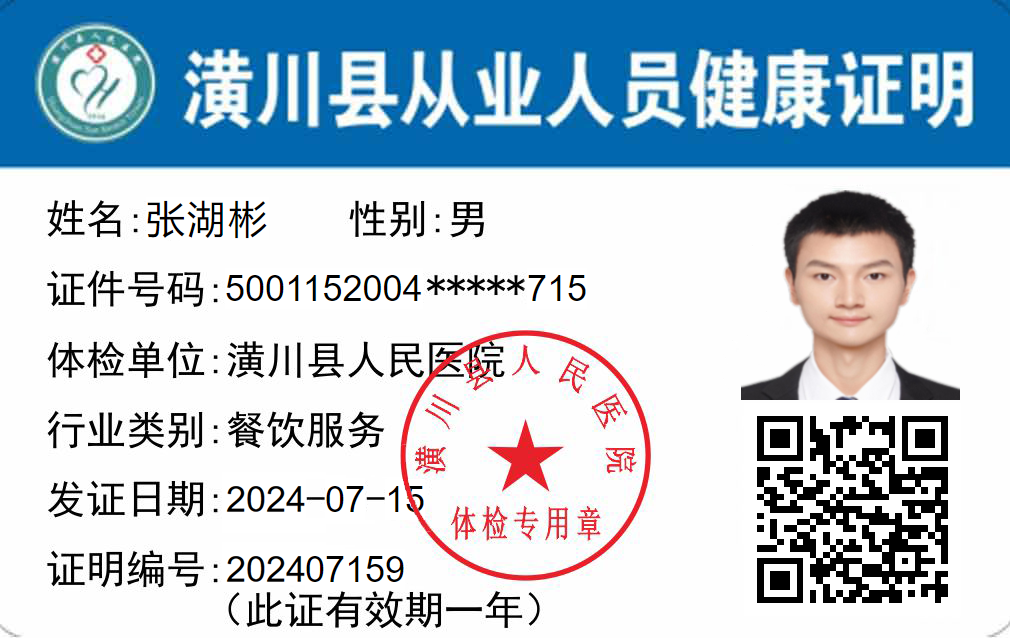 潢川县从业人员健康证明
姓名:张湖彬 性别:男
证件号码:5001152004*****715
体检单位:潢川县人民医院
行业类别:餐饮服务
发证日期:2024-07-15
证明编号:202407159
（此证有效期一年）
潢川县人民医院
体检专用章